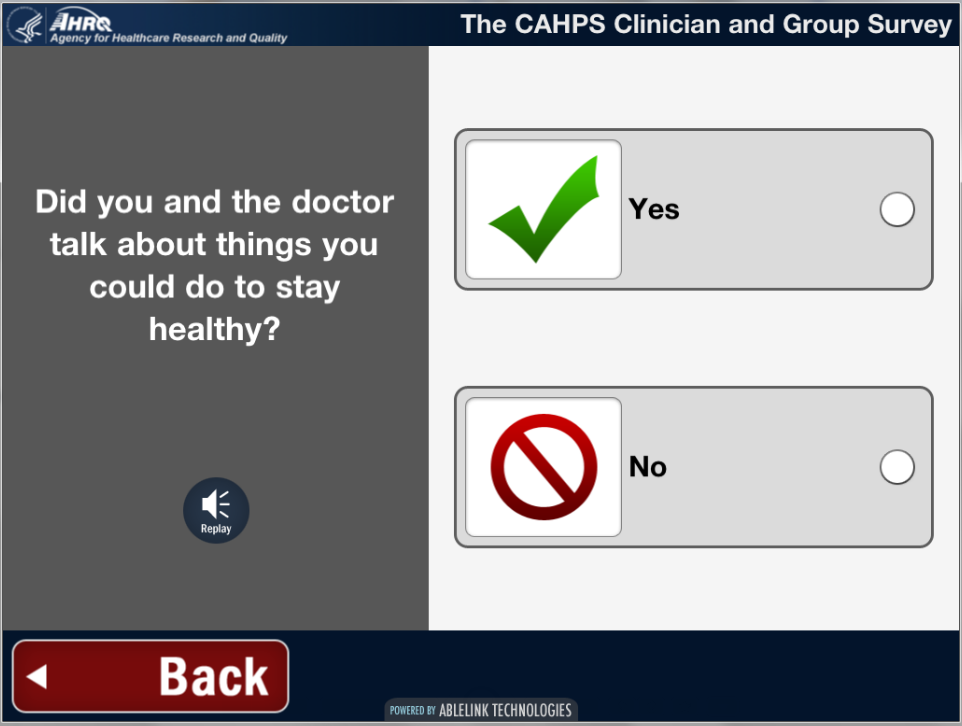 AHRQ
Agency for Healthcare Research and Quality
The CAHPS Clinician and Group Survey
Did you and the doctor
talk about things you
could do to stay
healthy?
Replay
Yes
No
Back
POWERED BY ABLELINK TECHNOLOGIES